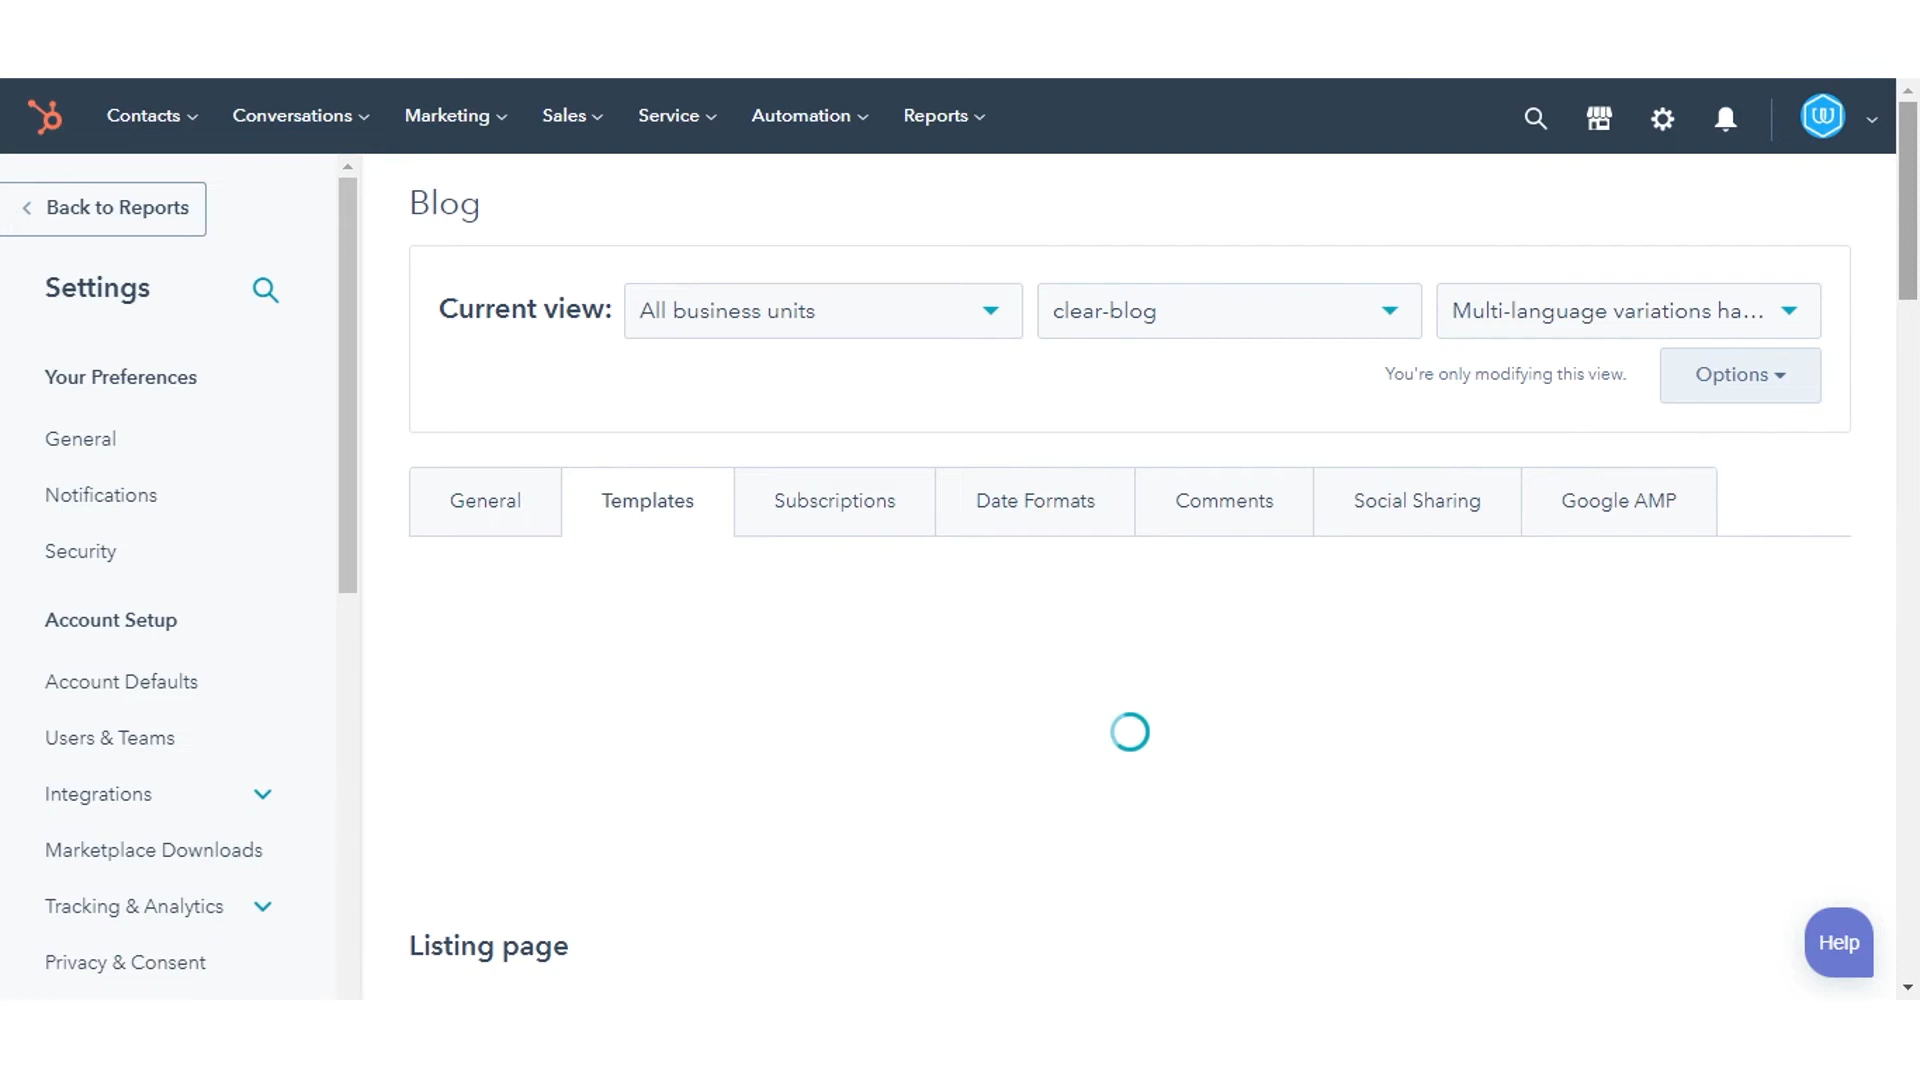 Contacts Conversations Marketing Sales Service Automation Reports
Back to Reports
Settings
Your Preferences
General
Notifications
Security
Account Setup
Account Defaults
Users & Teams
Integrations
Marketplace Downloads
Tracking & Analytics
Privacy & Consent
Blog
Current view: All business units clear-blog Multi-language variations ha...
You're only modifying this view. Options
General Templates Subscriptions Date Formats Comments Social Sharing Google AMP
Listing page
Help